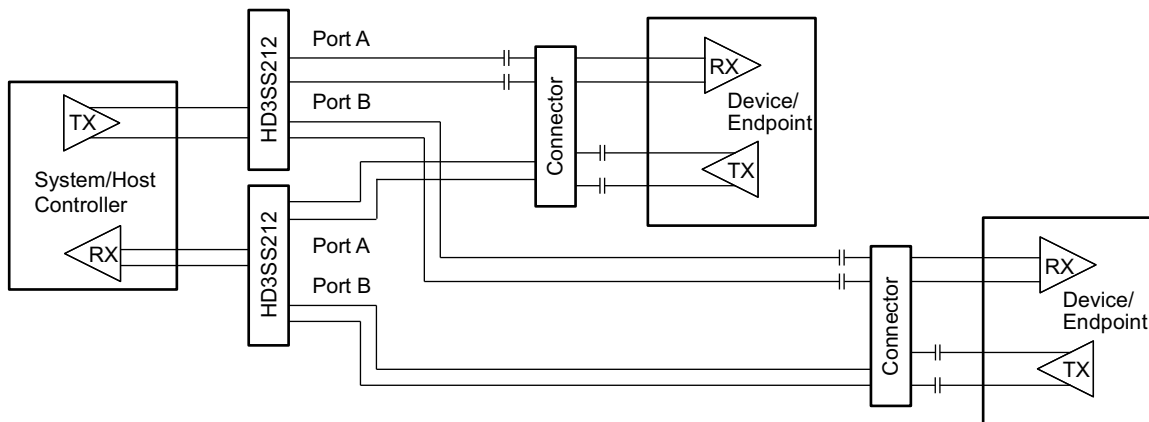 HD3SS212
Port A
Port B
TX
System/Host
Controller
RX
HD3SS212
Port A
Port B
Connector
RX
Device/
Endpoint
TX
Connector
RX
Device/
Endpoint
TX